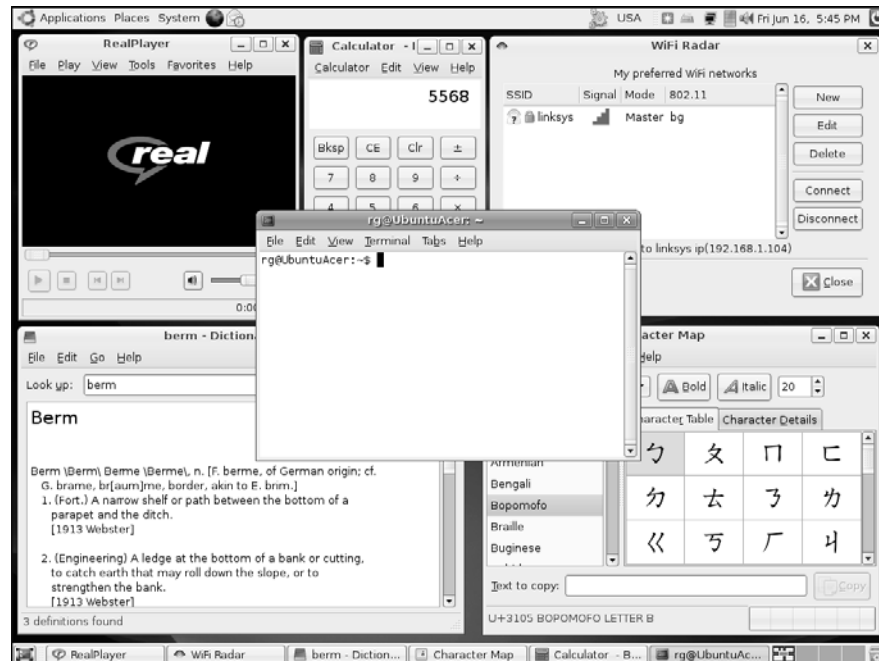 Applications Places System USA Fri Jun 16, 5:45 PM
RealPlayer
File Play View Tools Favorites Help
real
0:00
Calculator - I
Calculator Edit View Help
5568
Bksp CE Clr ±
7 8 9 ÷
4 5 6 ×
WiFi Radar
My preferred WiFi networks
SSID Signal Mode 802.11
linksys Master bg
New
Edit
Delete
Connect
Disconnect
to linksys ip(192.168.1.104)
Close
rg@UbuntuAcer: ~
File Edit View Terminal Tabs Help
rg@UbuntuAcer:~$
berm - Diction
File Edit Go Help
Look up: berm
Berm
Berm \Berm\ Berme \Berme\, n. [F. berme, of German origin; cf.
G. brame, br[aum]me, border, akin to E. brim.]
1. (Fort.) A narrow shelf or path between the bottom of a
parapet and the ditch.
[1913 Webster]
2. (Engineering) A ledge at the bottom of a bank or cutting,
to catch earth that may roll down the slope, or to
strengthen the bank.
[1913 Webster]
3 definitions found
acter Map
Help
Bold Italic 20
haracter Table Character Details
Armenian
Bengali
Bopomofo
Braille
Buginese
ㄅ ㄆ ㄇ ㄈ
ㄉ ㄊ ㄋ ㄌ
ㄍ ㄎ ㄏ ㄐ
Text to copy: Copy
U+3105 BOPOMOFO LETTER B
RealPlayer WiFi Radar berm - Diction... Character Map Calculator - B... rg@UbuntuAc...